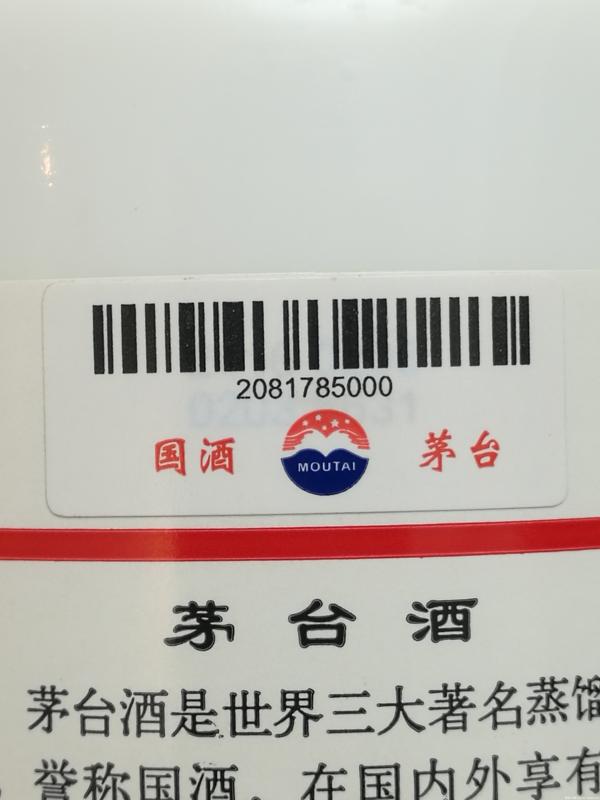 2081785000
国酒 MOUTAI 茅台
茅台酒
茅台酒是世界三大著名蒸馏
誉称国酒，在国内外享有